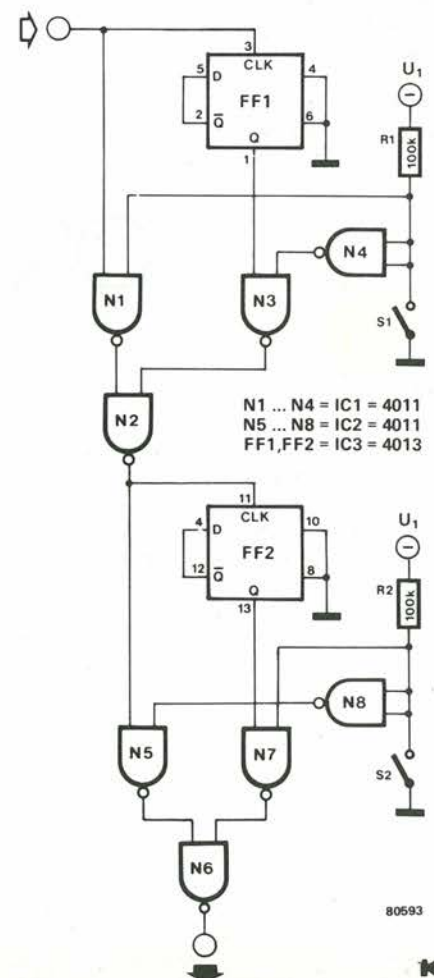 3
CLK
5
D
4
FF1
2
Q̅
6
Q
1
U1
R1
100k
N1
N3
N4
S1
N2
N1 ... N4 = IC1 = 4011
N5 ... N8 = IC2 = 4011
FF1,FF2 = IC3 = 4013
11
CLK
4
D
10
FF2
12
Q̅
8
Q
13
U1
R2
100k
N5
N7
N8
S2
N6
80593